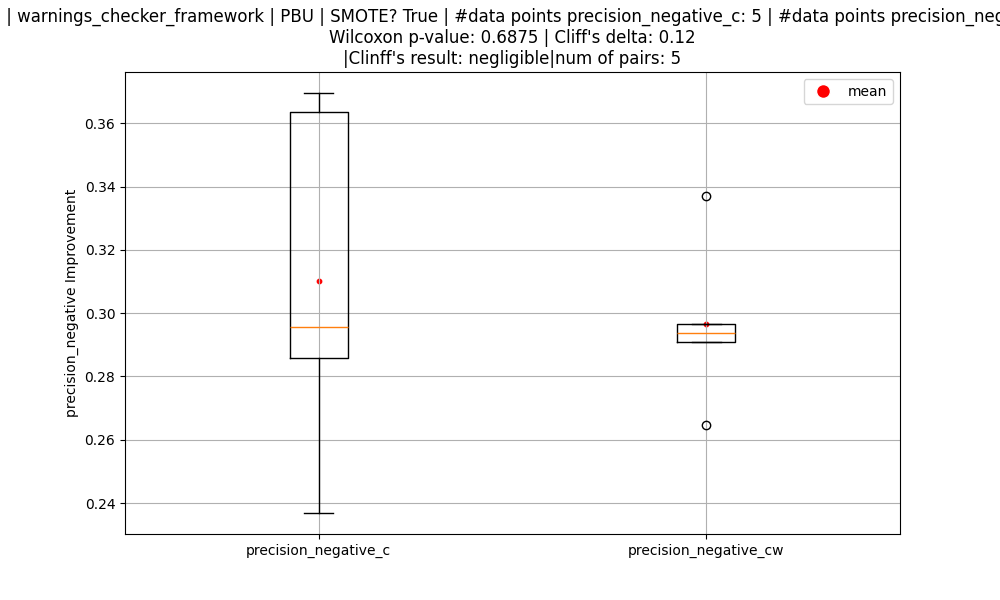 | warnings_checker_framework | PBU | SMOTE? True | #data points precision_negative_c: 5 | #data points
Wilcoxon p-value: 0.6875 | Cliff's delta: 0.12
|Clinff's result: negligible|num of pairs: 5
mean
0.36
0.34
0.32
0.30
0.28
0.26
0.24
precision_negative Improvement
precision_negative_c
precision_negative_cw